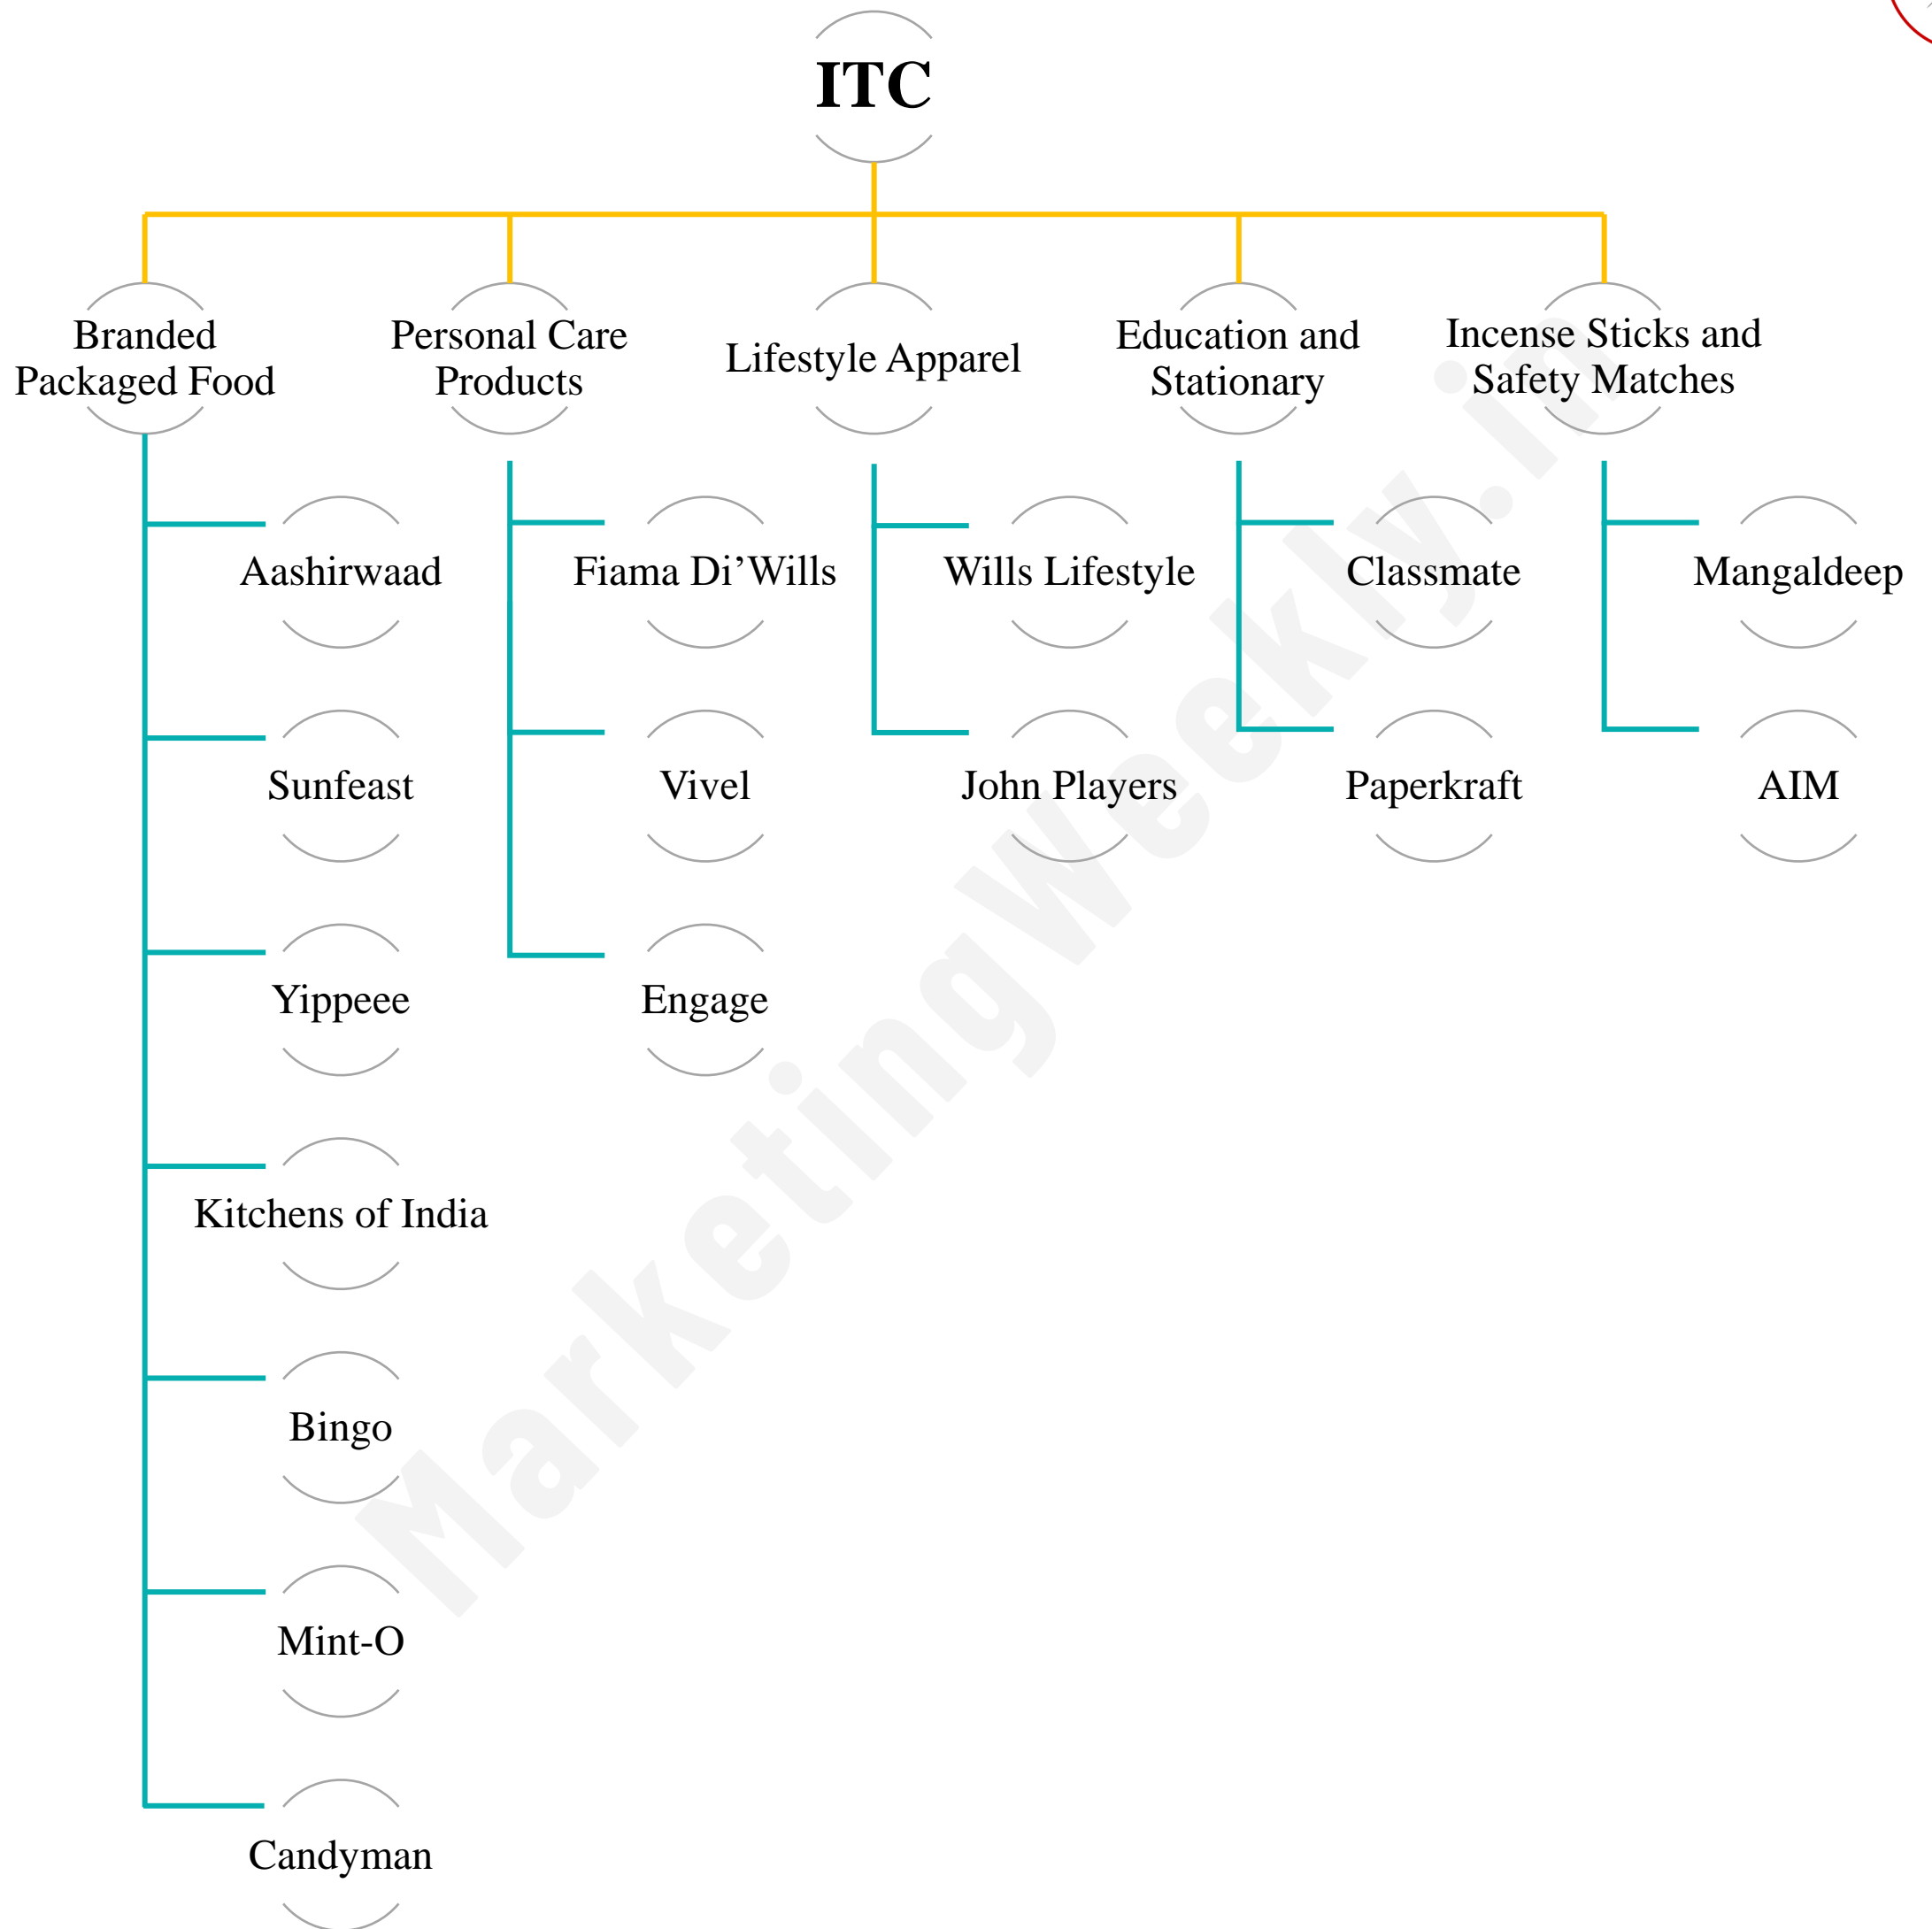 ITC
Branded
Packaged Food
Personal Care
Products
Lifestyle Apparel
Education and
Stationary
Incense Sticks and
Safety Matches
Aashirwaad
Fiama Di’Wills
Wills Lifestyle
Classmate
Mangaldeep
Sunfeast
Vivel
John Players
Paperkraft
AIM
Yippeee
Engage
Kitchens of India
Bingo
Mint-O
Candyman
MarketingWeekly.in